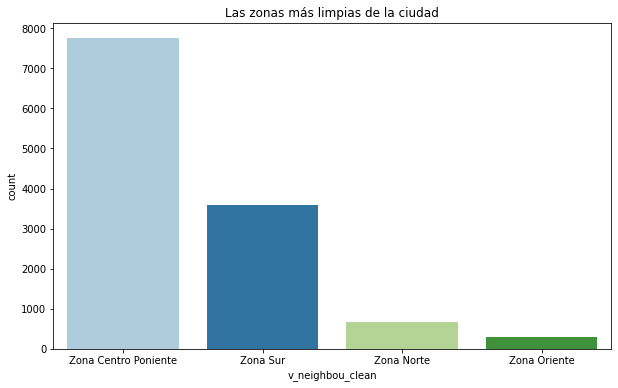 Las zonas más limpias de la ciudad
8000
7000
6000
5000
4000
3000
2000
1000
0
count
Zona Centro Poniente
Zona Sur
Zona Norte
Zona Oriente
v_neighbou_clean